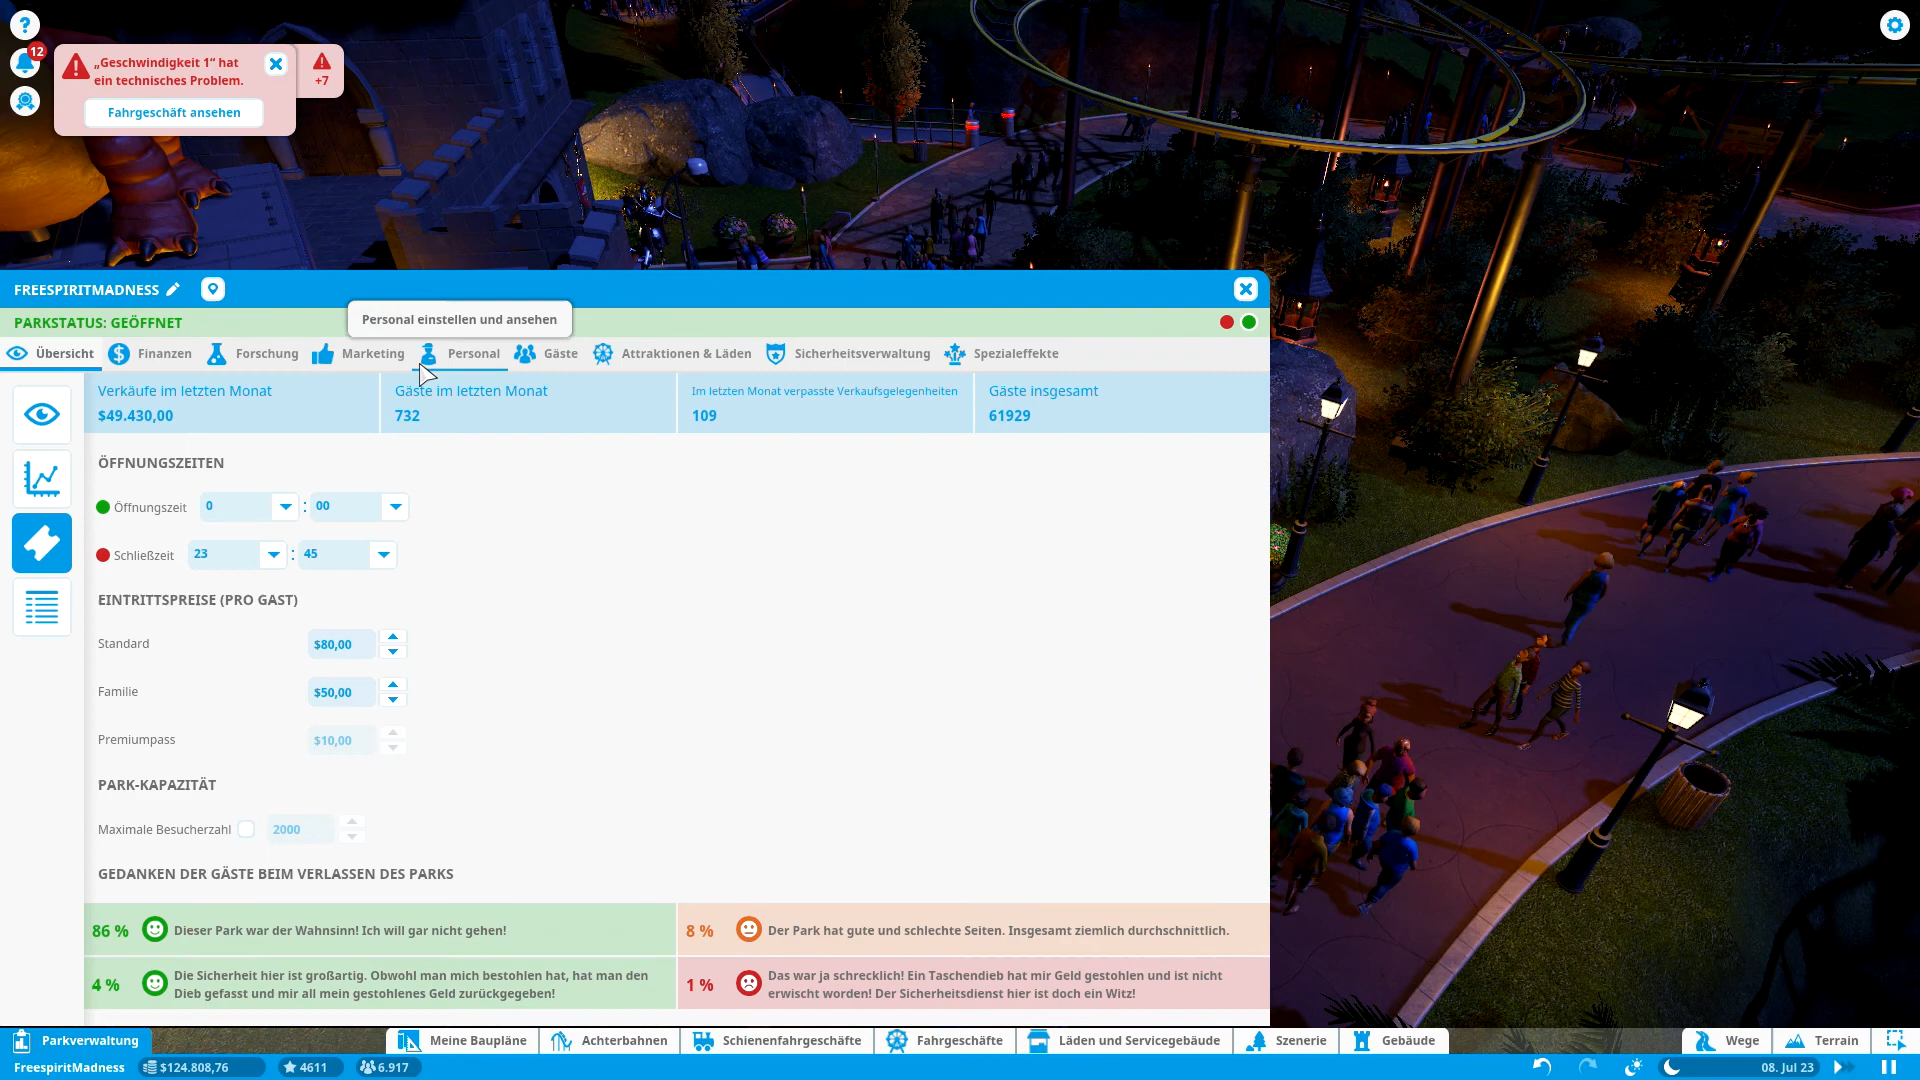 12
„Geschwindigkeit 1“ hat
ein technisches Problem.
Fahrgeschäft ansehen
+7
FREESPIRITMADNESS
PARKSTATUS: GEÖFFNET
Personal einstellen und ansehen
Übersicht
Finanzen
Forschung
Marketing
Personal
Gäste
Attraktionen & Läden
Sicherheitsverwaltung
Spezialeffekte
Verkäufe im letzten Monat
$49.430,00
Gäste im letzten Monat
732
Im letzten Monat verpasste Verkaufsgelegenheiten
109
Gäste insgesamt
61929
ÖFFNUNGSZEITEN
Öffnungszeit 0 : 00
Schließzeit 23 : 45
EINTRITTSPREISE (PRO GAST)
Standard $80,00
Familie $50,00
Premiumpass $10,00
PARK-KAPAZITÄT
Maximale Besucherzahl 2000
GEDANKEN DER GÄSTE BEIM VERLASSEN DES PARKS
86 % Dieser Park war der Wahnsinn! Ich will gar nicht gehen!
8 % Der Park hat gute und schlechte Seiten. Insgesamt ziemlich durchschnittlich.
4 % Die Sicherheit hier ist großartig. Obwohl man mich bestohlen hat, hat man den
Dieb gefasst und mir all mein gestohlenes Geld zurückgegeben!
1 % Das war ja schrecklich! Ein Taschendieb hat mir Geld gestohlen und ist nicht
erwischt worden! Der Sicherheitsdienst hier ist doch ein Witz!
Parkverwaltung
Meine Baupläne
Achterbahnen
Schienenfahrgeschäfte
Fahrgeschäfte
Läden und Servicegebäude
Szenerie
Gebäude
Wege
Terrain
FreespiritMadness
$124.808,76
4611
6.917
08. Jul 23